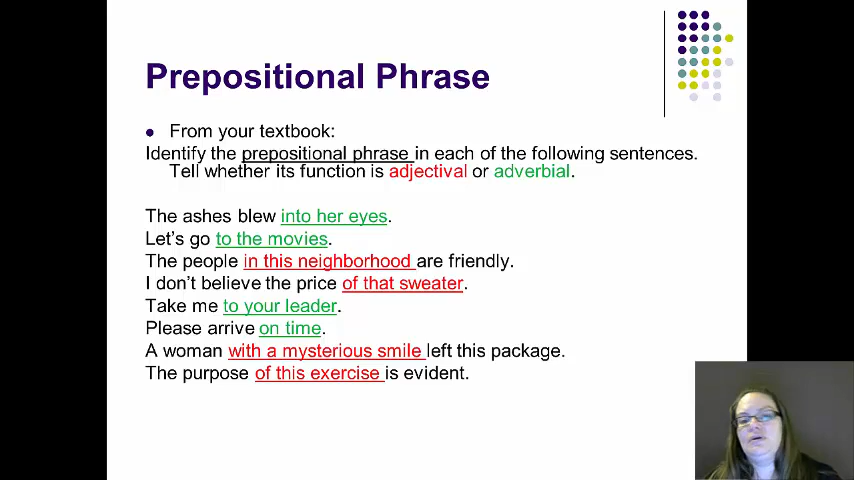 Prepositional Phrase
From your textbook:
Identify the prepositional phrase in each of the following sentences.
Tell whether its function is adjectival or adverbial.
The ashes blew into her eyes.
Let's go to the movies.
The people in this neighborhood are friendly.
I don't believe the price of that sweater.
Take me to your leader.
Please arrive on time.
A woman with a mysterious smile left this package.
The purpose of this exercise is evident.